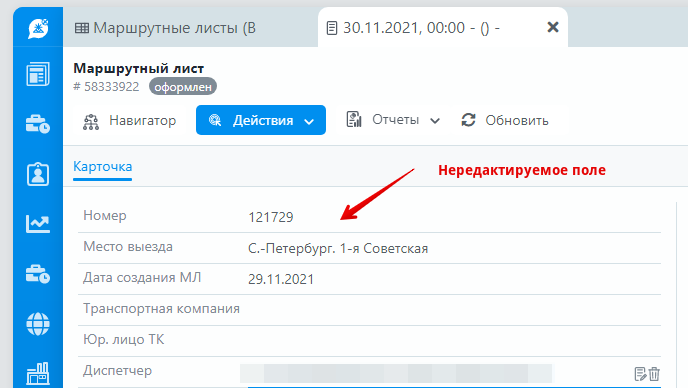 Маршрутные листы (В
30.11.2021, 00:00 - () -
Маршрутный лист
# 58333922 оформлен
Навигатор Действия Отчеты Обновить
Карточка
Нередактируемое поле
Номер 121729
Место выезда С.-Петербург. 1-я Советская
Дата создания МЛ 29.11.2021
Транспортная компания
Юр. лицо ТК
Диспетчер